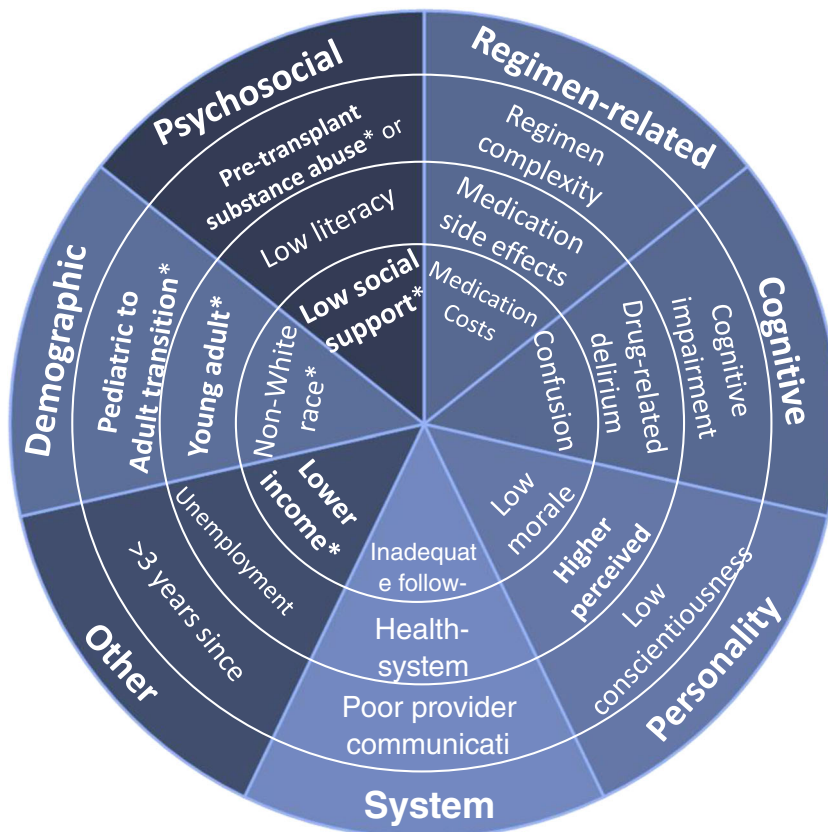 Psychosocial
Pre-transplant
substance abuse* or
Low literacy
Low social
support*
Regimen-related
Regimen
complexity
Medication
side effects
Medication
Costs
Cognitive
Cognitive
impairment
Drug-related
delirium
Confusion
Personality
Low
conscientiousness
Higher
perceived
Low
morale
System
Inadequat
e follow-
Health-
system
Poor provider
communicati
Other
>3 years since
Unemployment
Lower
income*
Demographic
Pediatric to
Adult transition*
Young adult*
Non-White
race*